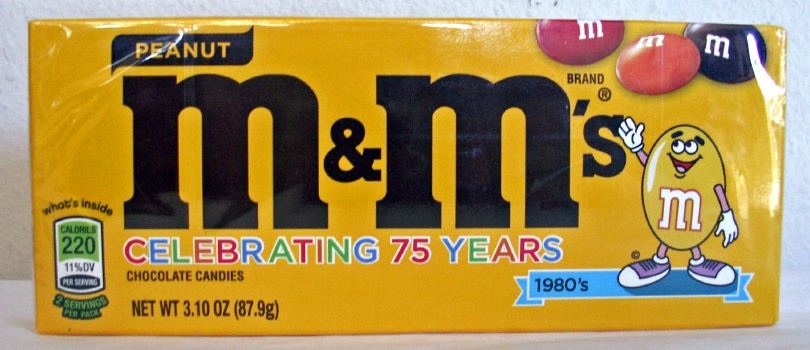 PEANUT
m&m's
BRAND
®
m
m
m
what's inside
CALORIES
220
11%DV
PER SERVING
2 SERVINGS
PER PACK
CELEBRATING 75 YEARS
CHOCOLATE CANDIES
NET WT 3.10 OZ (87.9g)
m
©
1980's